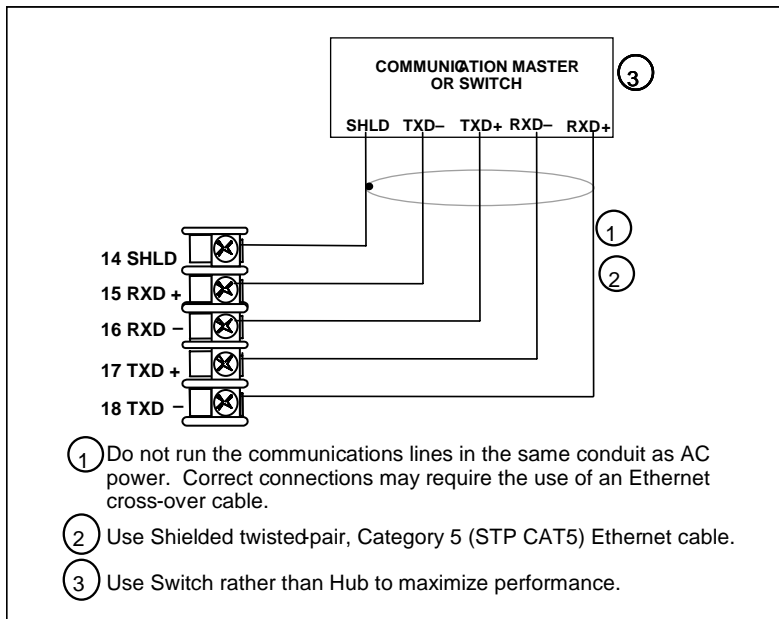 COMMUNICATION MASTER
OR SWITCH
3
SHLD TXD– TXD+ RXD– RXD+
1
2
14 SHLD
15 RXD +
16 RXD –
17 TXD +
18 TXD –
1 Do not run the communications lines in the same conduit as AC
power. Correct connections may require the use of an Ethernet
cross-over cable.
2 Use Shielded twisted-pair, Category 5 (STP CAT5) Ethernet cable.
3 Use Switch rather than Hub to maximize performance.